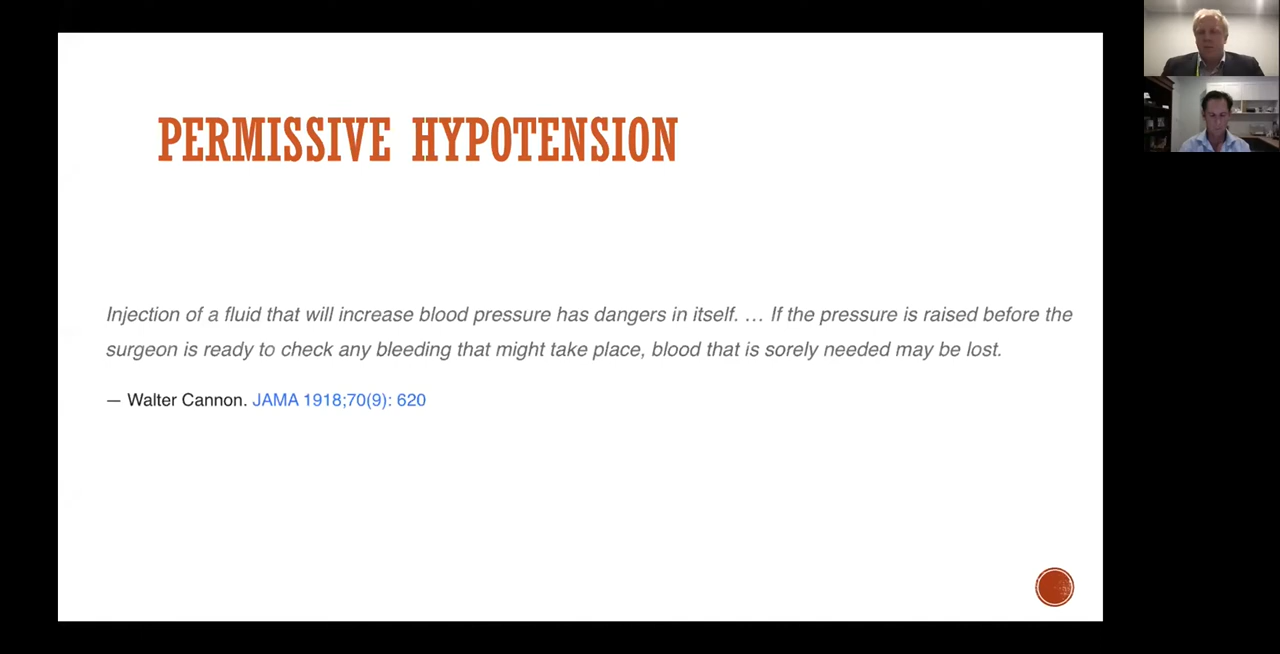 PERMISSIVE HYPOTENSION
Injection of a fluid that will increase blood pressure has dangers in itself. … If the pressure is raised before the
surgeon is ready to check any bleeding that might take place, blood that is sorely needed may be lost.
— Walter Cannon. JAMA 1918;70(9): 620